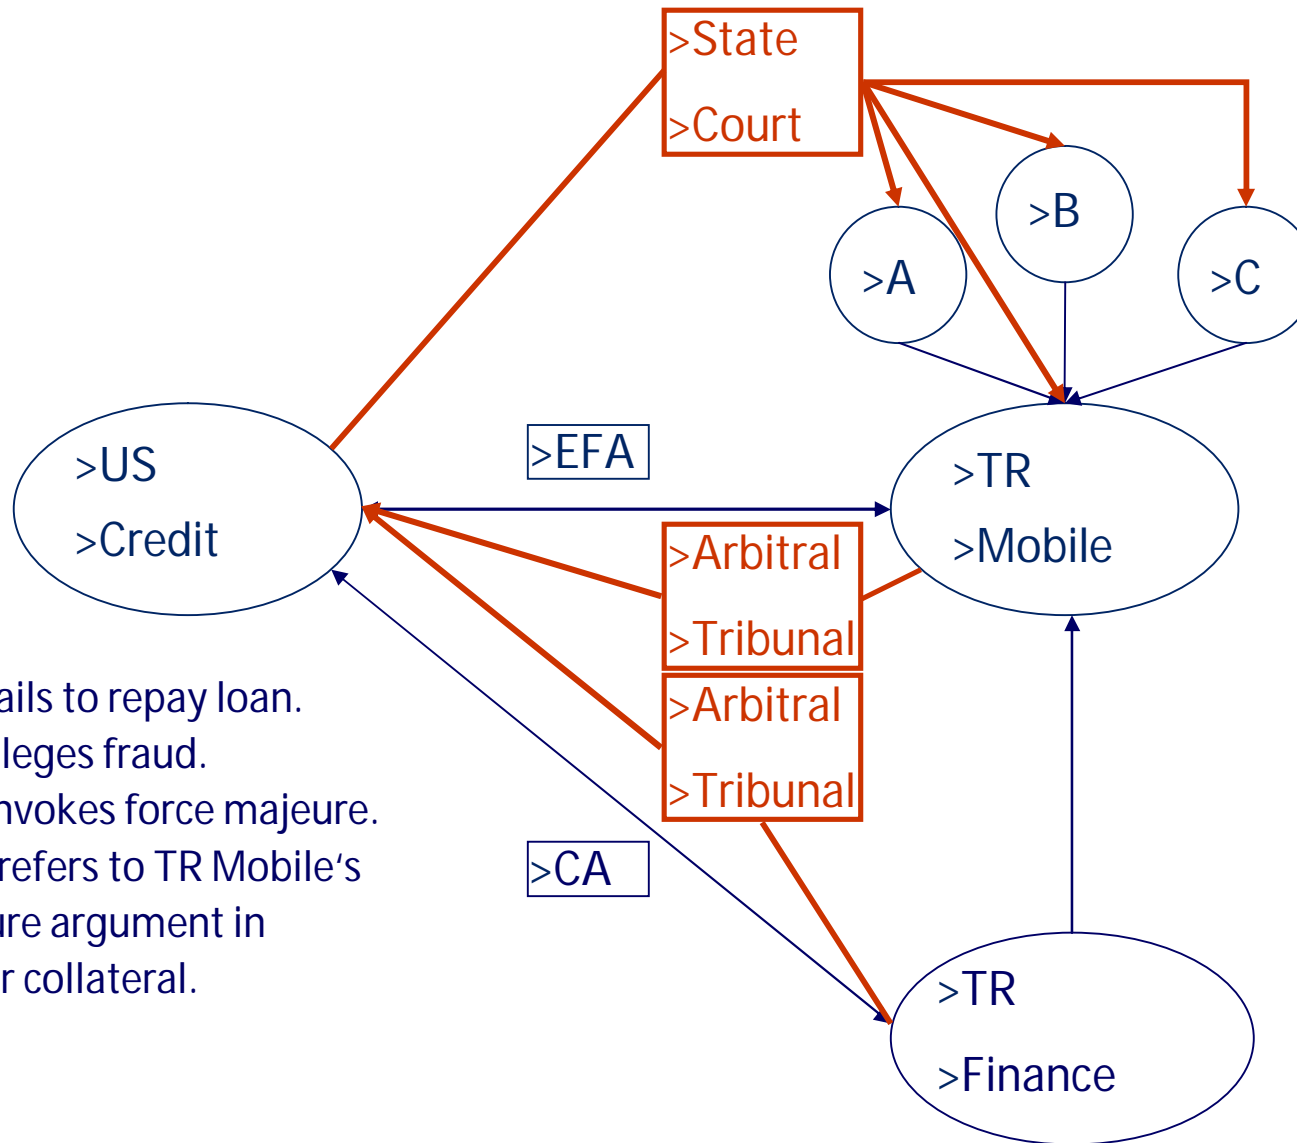 >State
>Court
>B
>A
>C
>US
>Credit
>EFA
>TR
>Mobile
>Arbitral
>Tribunal
>Arbitral
>Tribunal
ails to repay loan.
leges fraud.
nvokes force majeure.
refers to TR Mobile‘s
ure argument in
r collateral.
>CA
>TR
>Finance